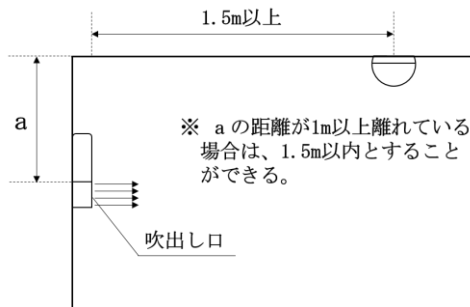 1.5m以上
a
※ aの距離が1m以上離れている
場合は、1.5m以内とすること
ができる。
吹出し口